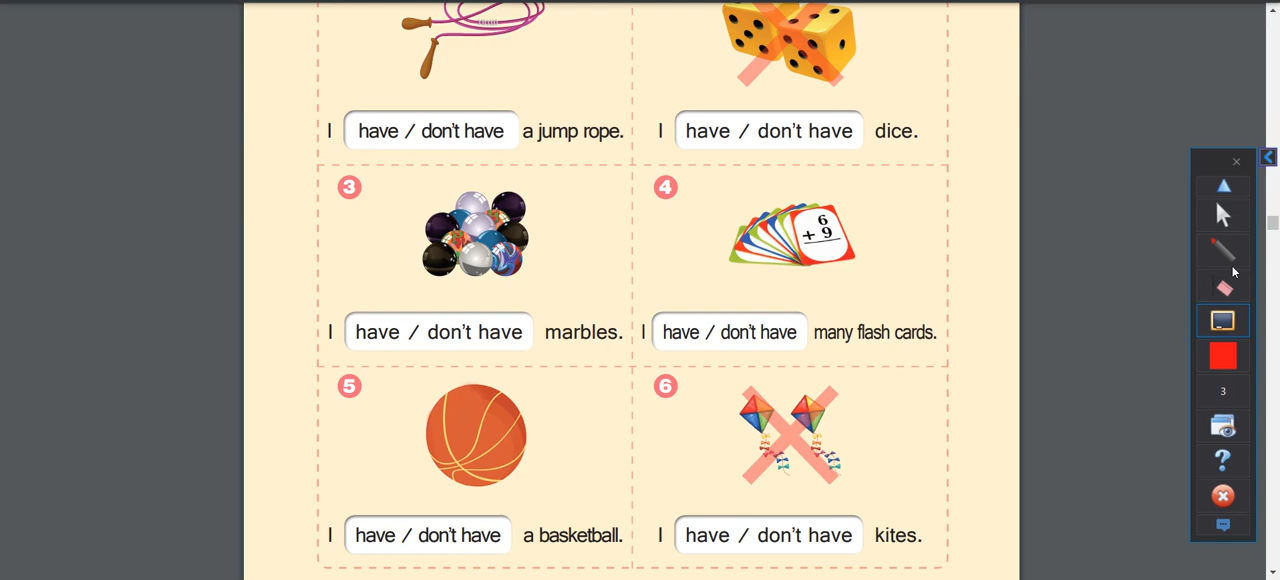 I have / don't have a jump rope.
I have / don't have dice.
3
4
6
+ 9
I have / don't have marbles.
I have / don't have many flash cards.
5
6
I have / don't have a basketball.
I have / don't have kites.
3
?